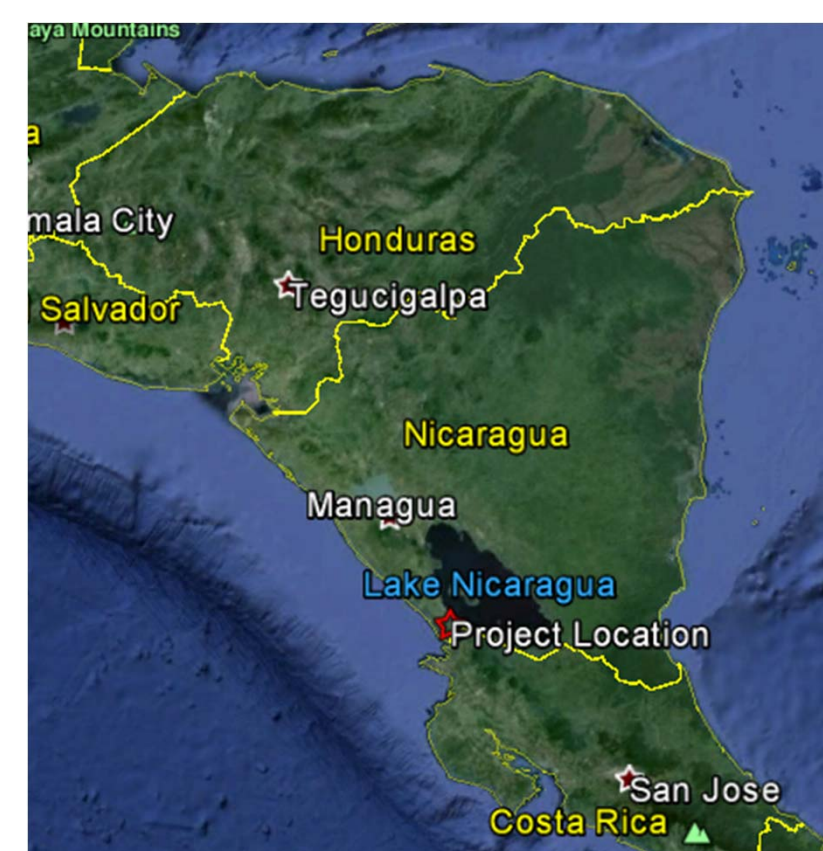 aya Mountains
a
mala City
Honduras
Tegucigalpa
Salvador
Nicaragua
Managua
Lake Nicaragua
Project Location
San Jose
Costa Rica